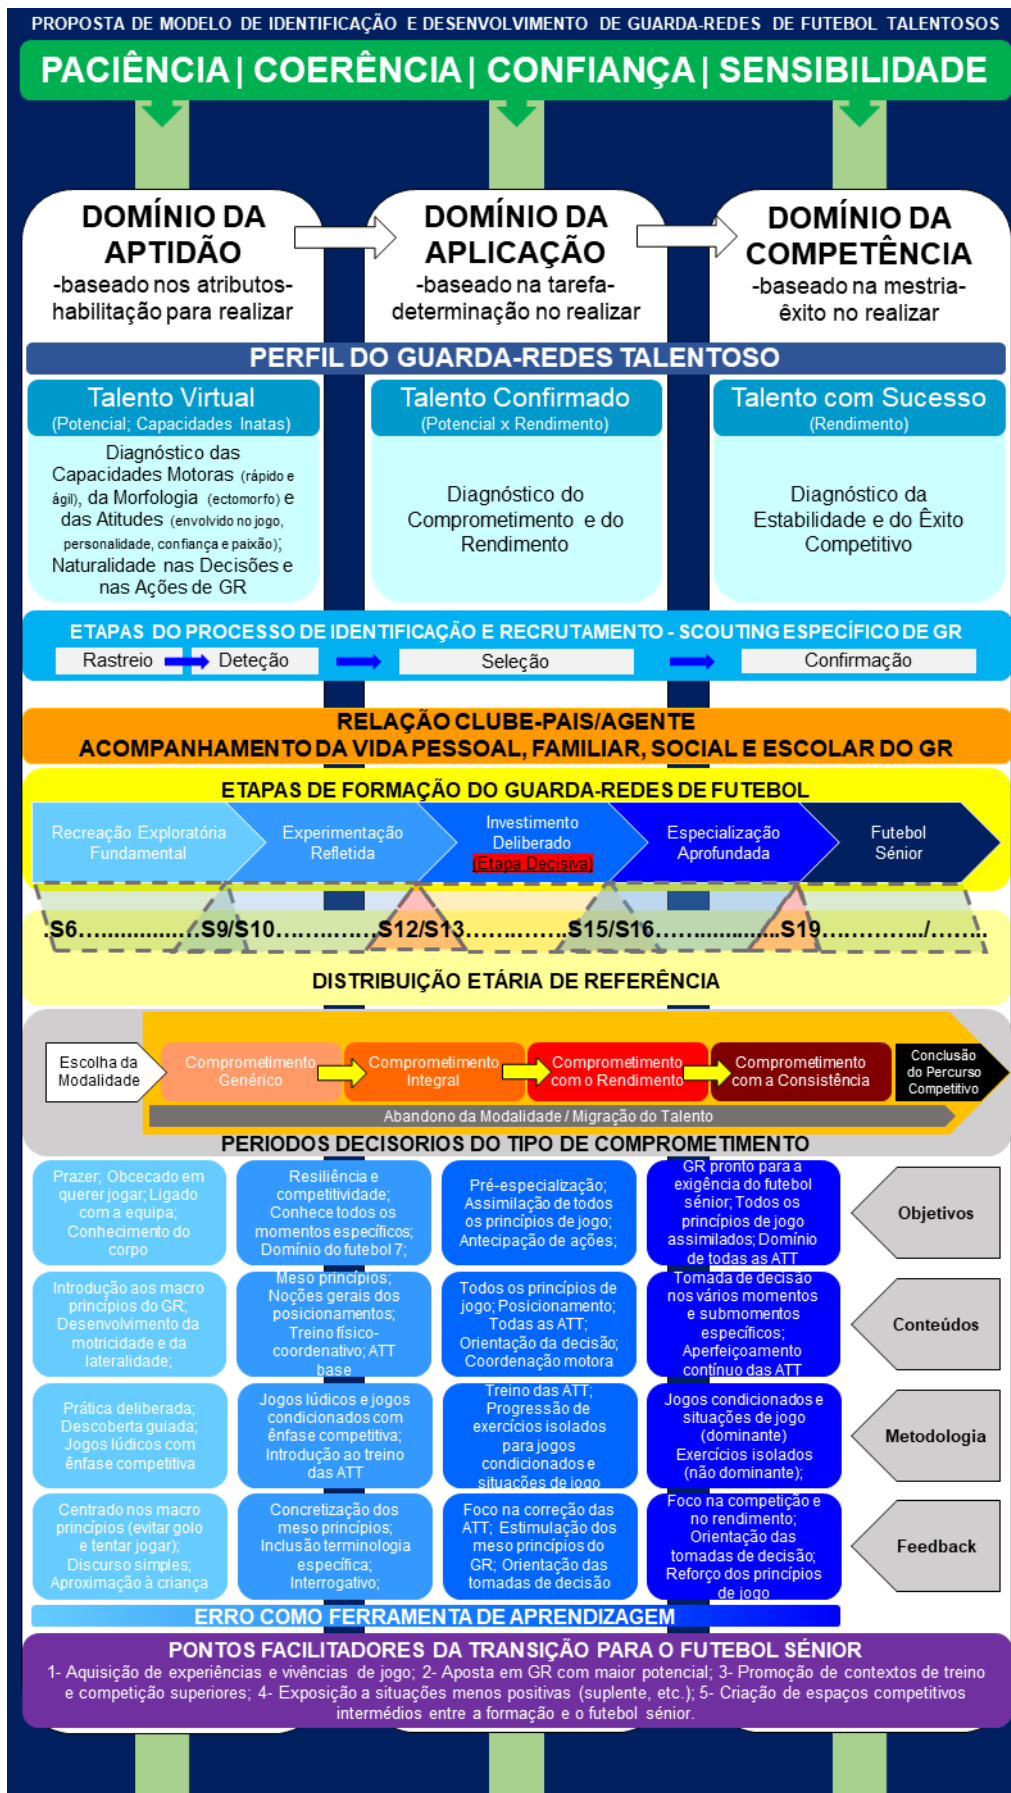 PROPOSTA DE MODELO DE IDENTIFICAÇÃO E DESENVOLVIMENTO DE GUARDA-REDES DE FUTEBOL TALENTOSOS
PACIÊNCIA | COERÊNCIA | CONFIANÇA | SENSIBILIDADE
DOMÍNIO DA
APTIDÃO
-baseado nos atributos-
habilitação para realizar
DOMÍNIO DA
APLICAÇÃO
-baseado na tarefa-
determinação no realizar
DOMÍNIO DA
COMPETÊNCIA
-baseado na mestria-
êxito no realizar
PERFIL DO GUARDA-REDES TALENTOSO
Talento Virtual
(Potencial; Capacidades Inatas)
Diagnóstico das
Capacidades Motoras (rápido e
ágil), da Morfologia (ectomorfo) e
das Atitudes (envolvido no jogo,
personalidade, confiança e paixão);
Naturalidade nas Decisões e
nas Ações de GR
Talento Confirmado
(Potencial x Rendimento)
Diagnóstico do
Comprometimento e do
Rendimento
Talento com Sucesso
(Rendimento)
Diagnóstico da
Estabilidade e do Êxito
Competitivo
ETAPAS DO PROCESSO DE IDENTIFICAÇÃO E RECRUTAMENTO - SCOUTING ESPECÍFICO DE GR
Rastreio
Deteção
Seleção
Confirmação
RELAÇÃO CLUBE-PAIS/AGENTE
ACOMPANHAMENTO DA VIDA PESSOAL, FAMILIAR, SOCIAL E ESCOLAR DO GR
ETAPAS DE FORMAÇÃO DO GUARDA-REDES DE FUTEBOL
Recreação Exploratória
Fundamental
Experimentação
Refletida
Investimento
Deliberado
(Etapa Decisiva)
Especialização
Aprofundada
Futebol
Sénior
.S6…..............…S9/S10……..……S12/S13……..……..S15/S16……..............S19…………../……..
DISTRIBUIÇÃO ETÁRIA DE REFERÊNCIA
Escolha da
Modalidade
Comprometimento
Genérico
Comprometimento
Integral
Comprometimento
com o Rendimento
Comprometimento
com a Consistência
Conclusão
do Percurso
Competitivo
Abandono da Modalidade / Migração do Talento
PERIODOS DECISORIOS DO TIPO DE COMPROMETIMENTO
Prazer; Obcecado em
querer jogar; Ligado
com a equipa;
Conhecimento do
corpo
Resiliência e
competitividade;
Conhece todos os
momentos específicos;
Domínio do futebol 7;
Pré-especialização;
Assimilação de todos
os princípios de jogo;
Antecipação de ações;
GR pronto para a
exigência do futebol
sénior; Todos os
princípios de jogo
assimilados; Domínio
de todas as ATT
Objetivos
Introdução aos macro
princípios do GR;
Desenvolvimento da
motricidade e da
lateralidade;
Meso princípios;
Noções gerais dos
posicionamentos;
Treino físico-
coordenativo; ATT
base
Todos os princípios de
jogo; Posicionamento;
Todas as ATT;
Orientação da decisão;
Coordenação motora
Tomada de decisão
nos vários momentos
e submomentos
específicos;
Aperfeiçoamento
contínuo das ATT
Conteúdos
Prática deliberada;
Descoberta guiada;
Jogos lúdicos com
ênfase competitiva
Jogos lúdicos e jogos
condicionados com
ênfase competitiva;
Introdução ao treino
das ATT
Treino das ATT;
Progressão de
exercícios isolados
para jogos
condicionados e
situações de jogo
Jogos condicionados e
situações de jogo
(dominante)
Exercícios isolados
(não dominante);
Metodologia
Centrado nos macro
princípios (evitar golo
e tentar jogar);
Discurso simples;
Aproximação à criança
Concretização dos
meso princípios;
Inclusão terminologia
específica;
Interrogativo;
Foco na correção das
ATT; Estimulação dos
meso princípios do
GR; Orientação das
tomadas de decisão
Foco na competição e
no rendimento;
Orientação das
tomadas de decisão;
Reforço dos princípios
de jogo
Feedback
ERRO COMO FERRAMENTA DE APRENDIZAGEM
PONTOS FACILITADORES DA TRANSIÇÃO PARA O FUTEBOL SÉNIOR
1- Aquisição de experiências e vivências de jogo; 2- Aposta em GR com maior potencial; 3- Promoção de contextos de treino
e competição superiores; 4- Exposição a situações menos positivas (suplente, etc.); 5- Criação de espaços competitivos
intermédios entre a formação e o futebol sénior.